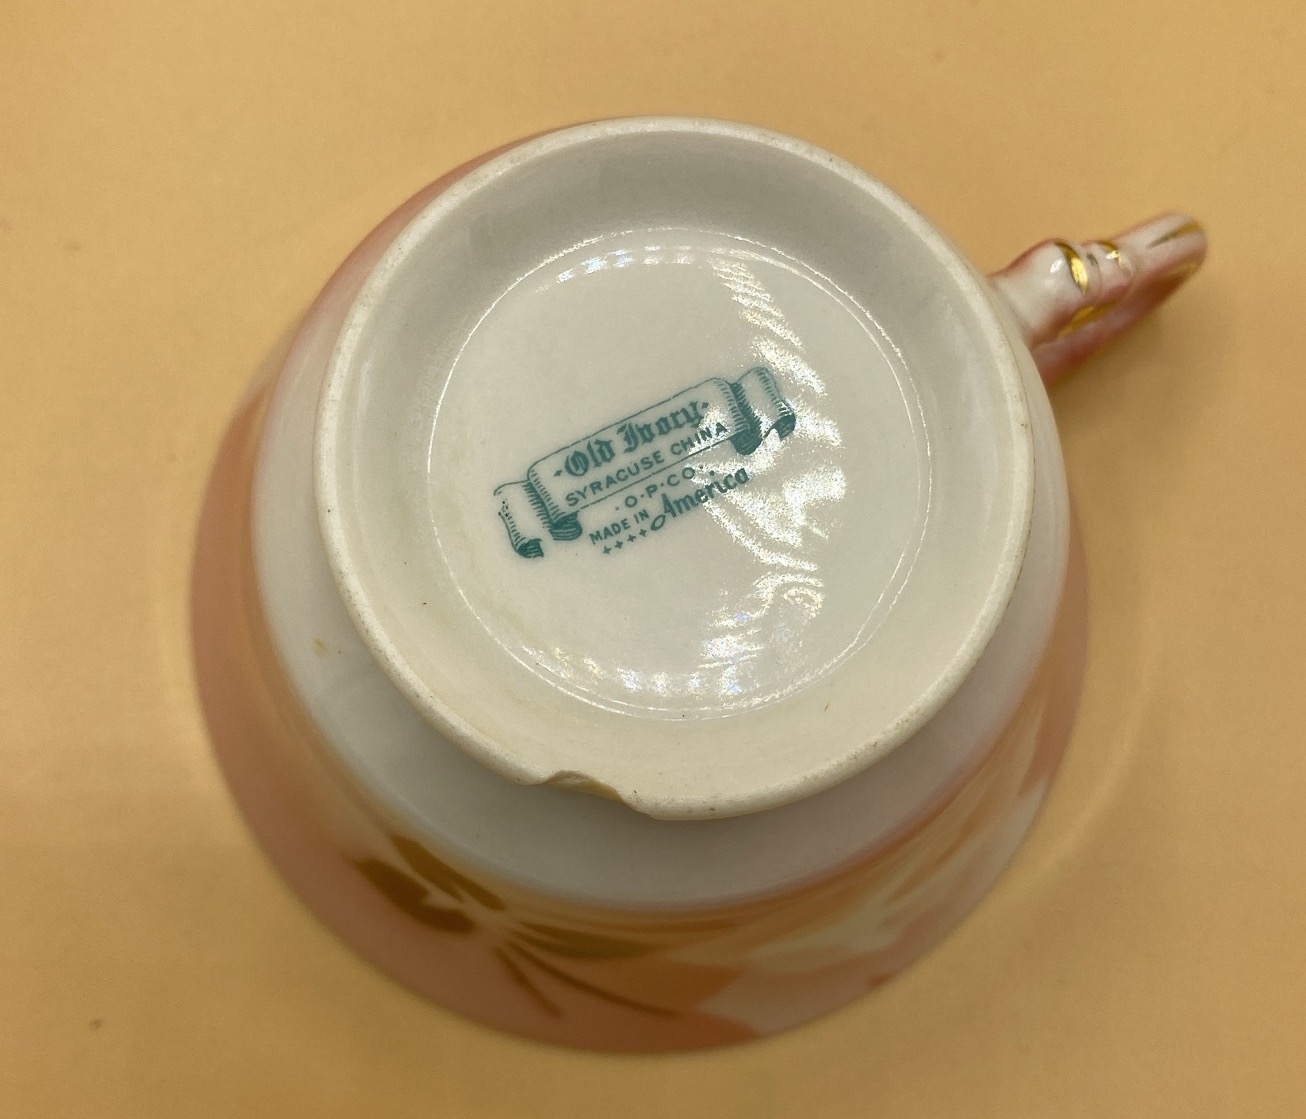 ·Old Ivory·
SYRACUSE CHINA
·O·P·CO·
MADE IN America
++++